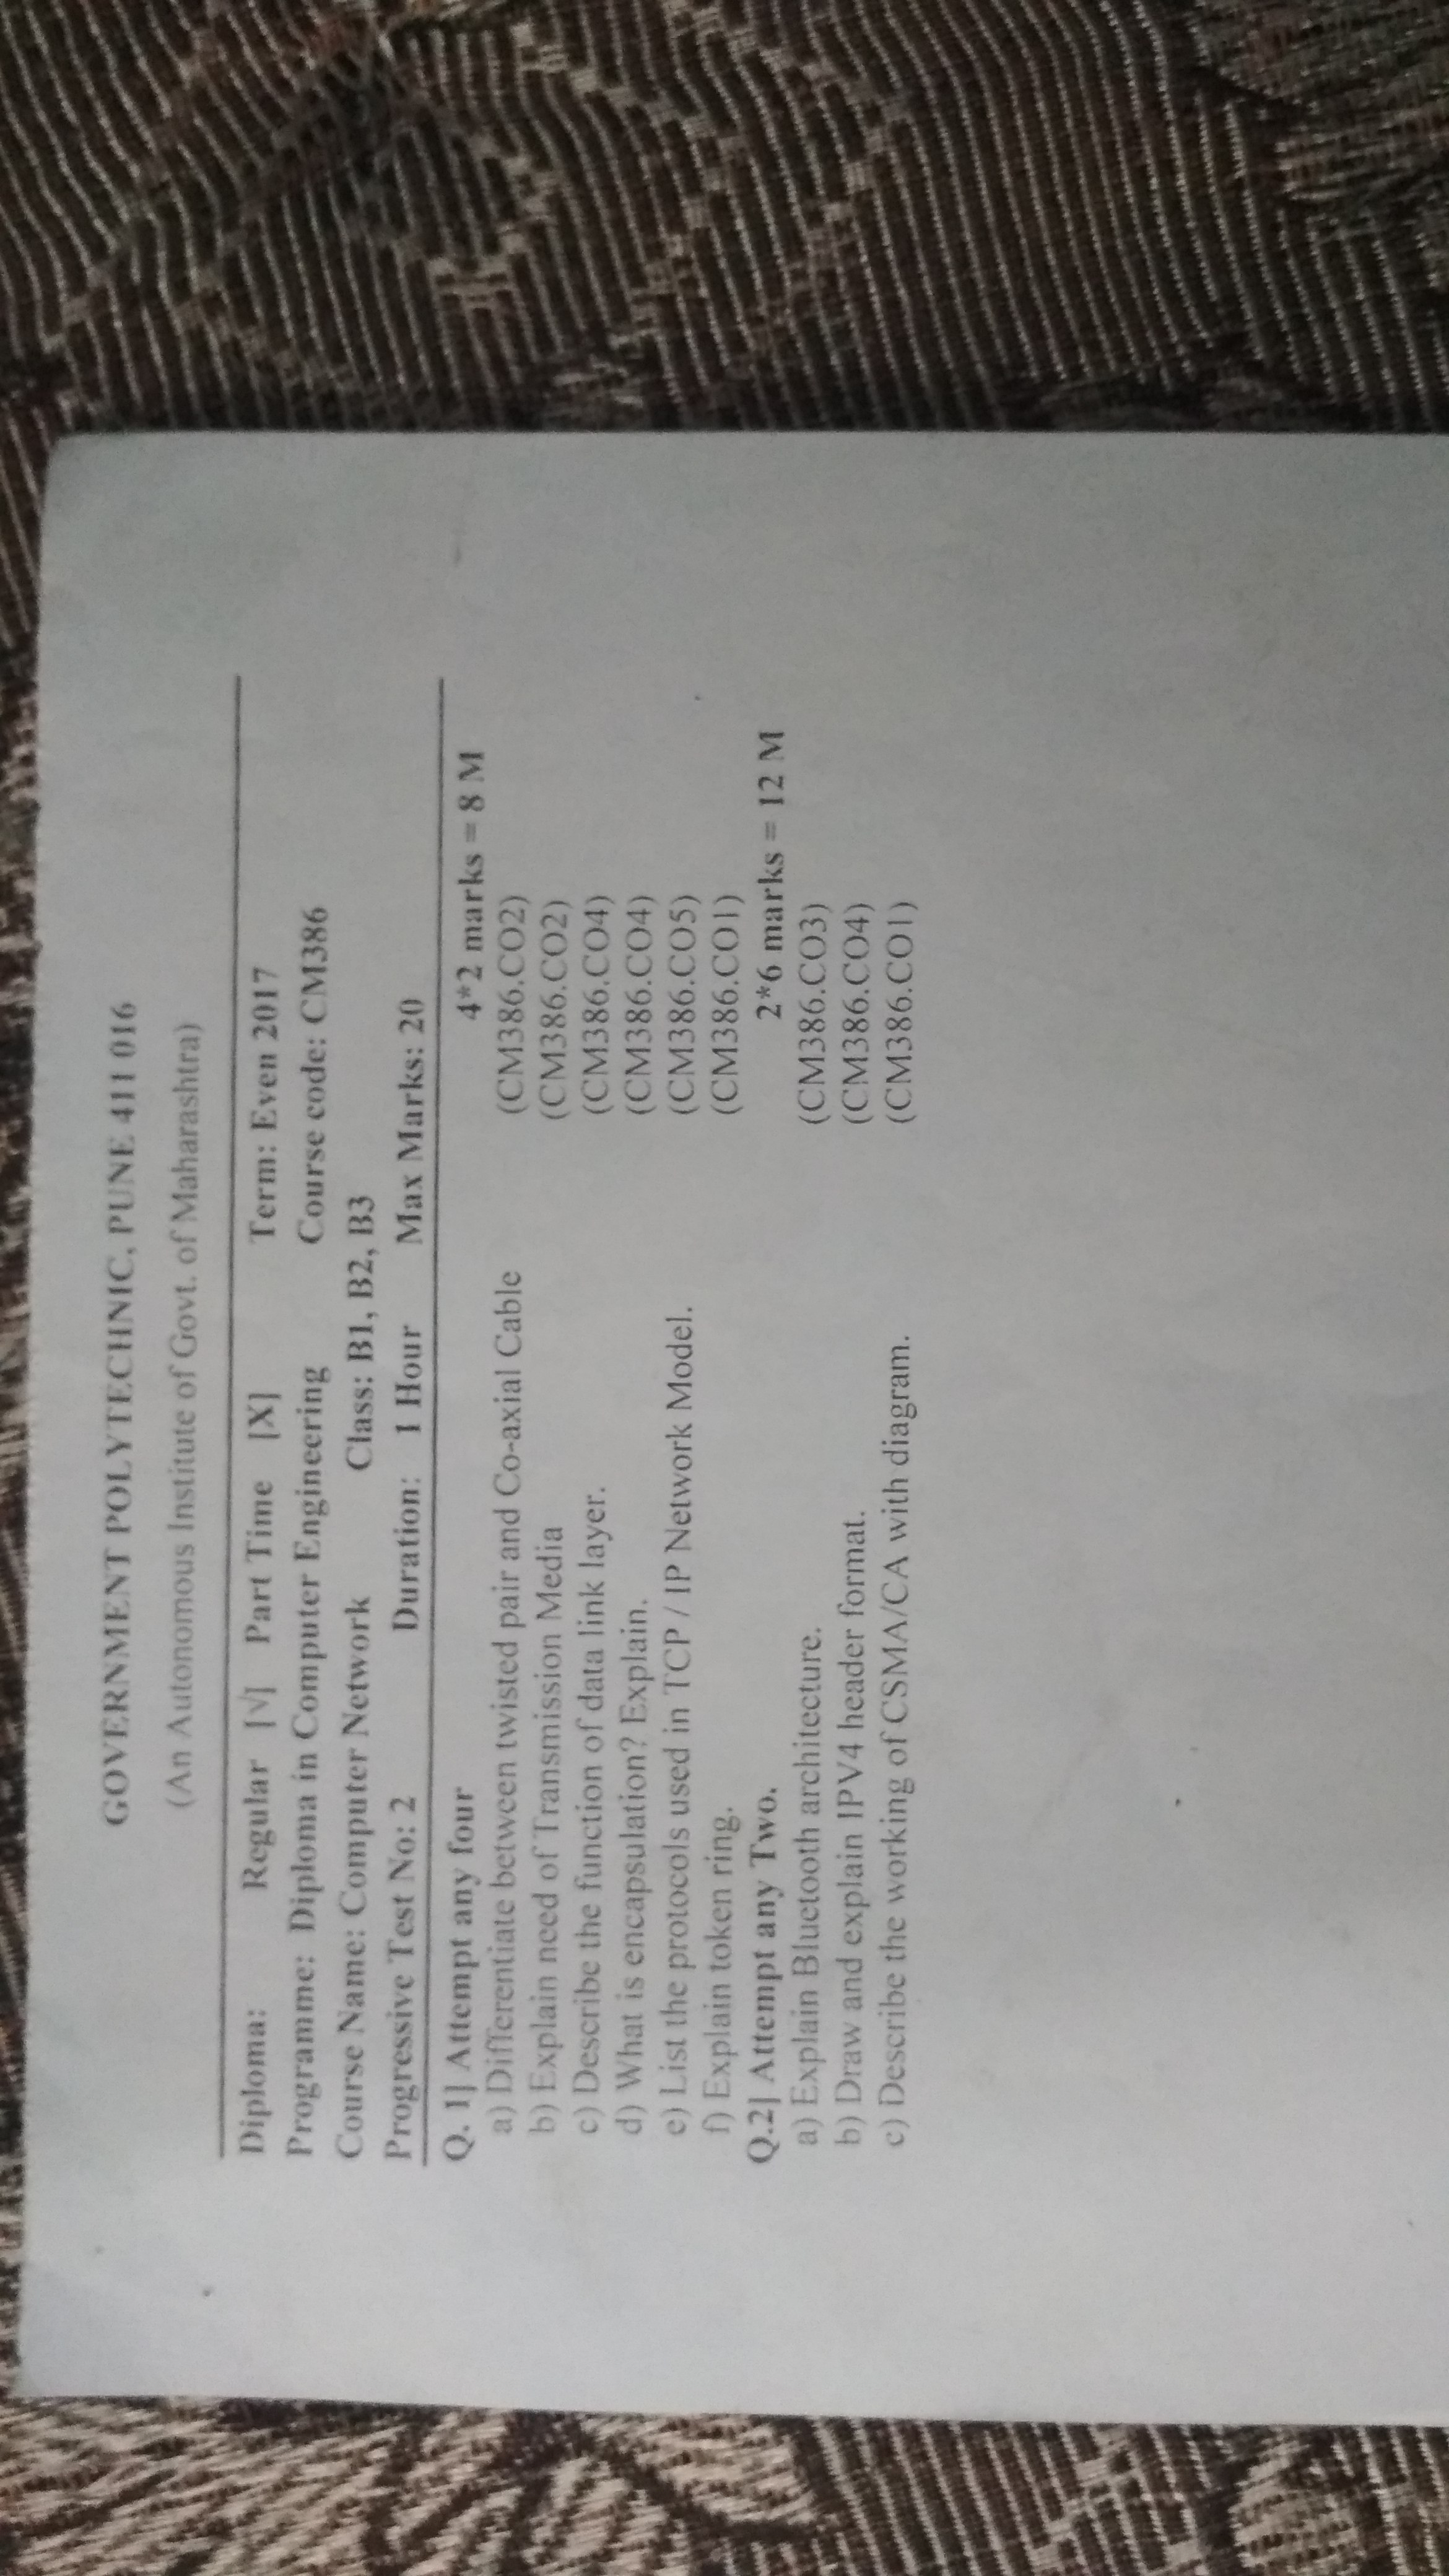 GOVERNMENT POLYTECHNIC, PUNE 411 016
(An Autonomous Institute of Govt. of Maharashtra)
Diploma: Regular [√] Part Time [X] Term: Even 2017
Programme: Diploma in Computer Engineering Course code: CM386
Course Name: Computer Network Class: B1, B2, B3
Progressive Test No: 2 Duration: 1 Hour Max Marks: 20
Q. 1] Attempt any four 4*2 marks = 8 M
a) Differentiate between twisted pair and Co-axial Cable (CM386.CO2)
b) Explain need of Transmission Media (CM386.CO2)
c) Describe the function of data link layer. (CM386.CO4)
d) What is encapsulation? Explain. (CM386.CO4)
e) List the protocols used in TCP / IP Network Model. (CM386.CO5)
f) Explain token ring. (CM386.CO1)
Q.2] Attempt any Two. 2*6 marks = 12 M
a) Explain Bluetooth architecture. (CM386.CO3)
b) Draw and explain IPV4 header format. (CM386.CO4)
c) Describe the working of CSMA/CA with diagram. (CM386.CO1)